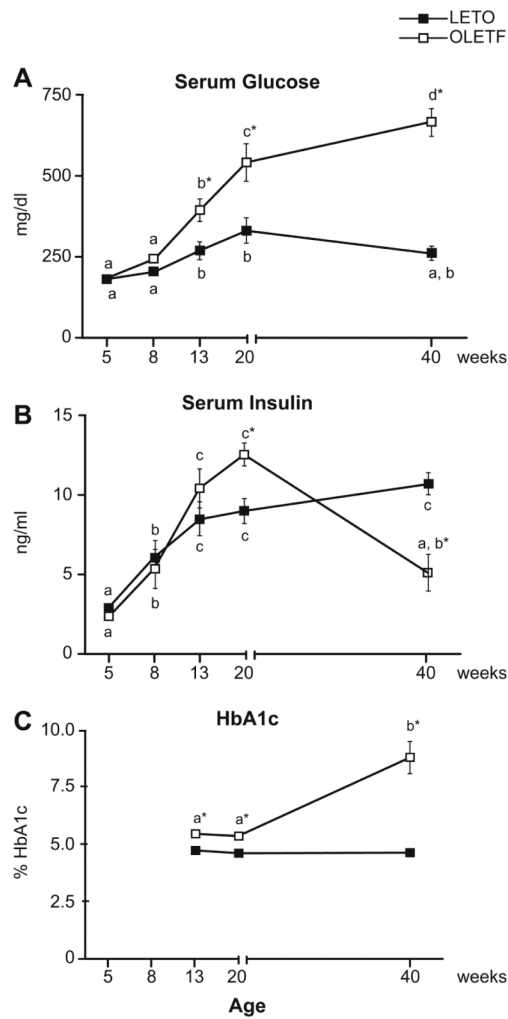 LETO
OLETF
A
Serum Glucose
750
500
250
0
mg/dl
a
a
b*
c*
d*
a
a
b
b
a, b
5 8 13 20 40 weeks
B
Serum Insulin
15
10
5
0
ng/ml
a
b
c
c*
c
a
b
c
c
a, b*
5 8 13 20 40 weeks
C
HbA1c
10.0
7.5
5.0
2.5
0
% HbA1c
a*
a*
b*
5 8 13 20 40 weeks
Age